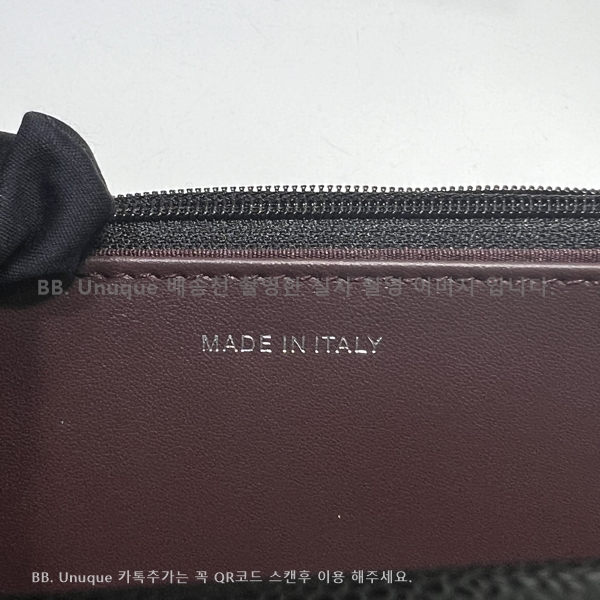 BB. Unuque 배송전 촬영한 실사 촬영 이미지 입니다
MADE IN ITALY
BB. Unuque 카톡추가는 꼭 QR코드 스캔후 이용 해주세요.